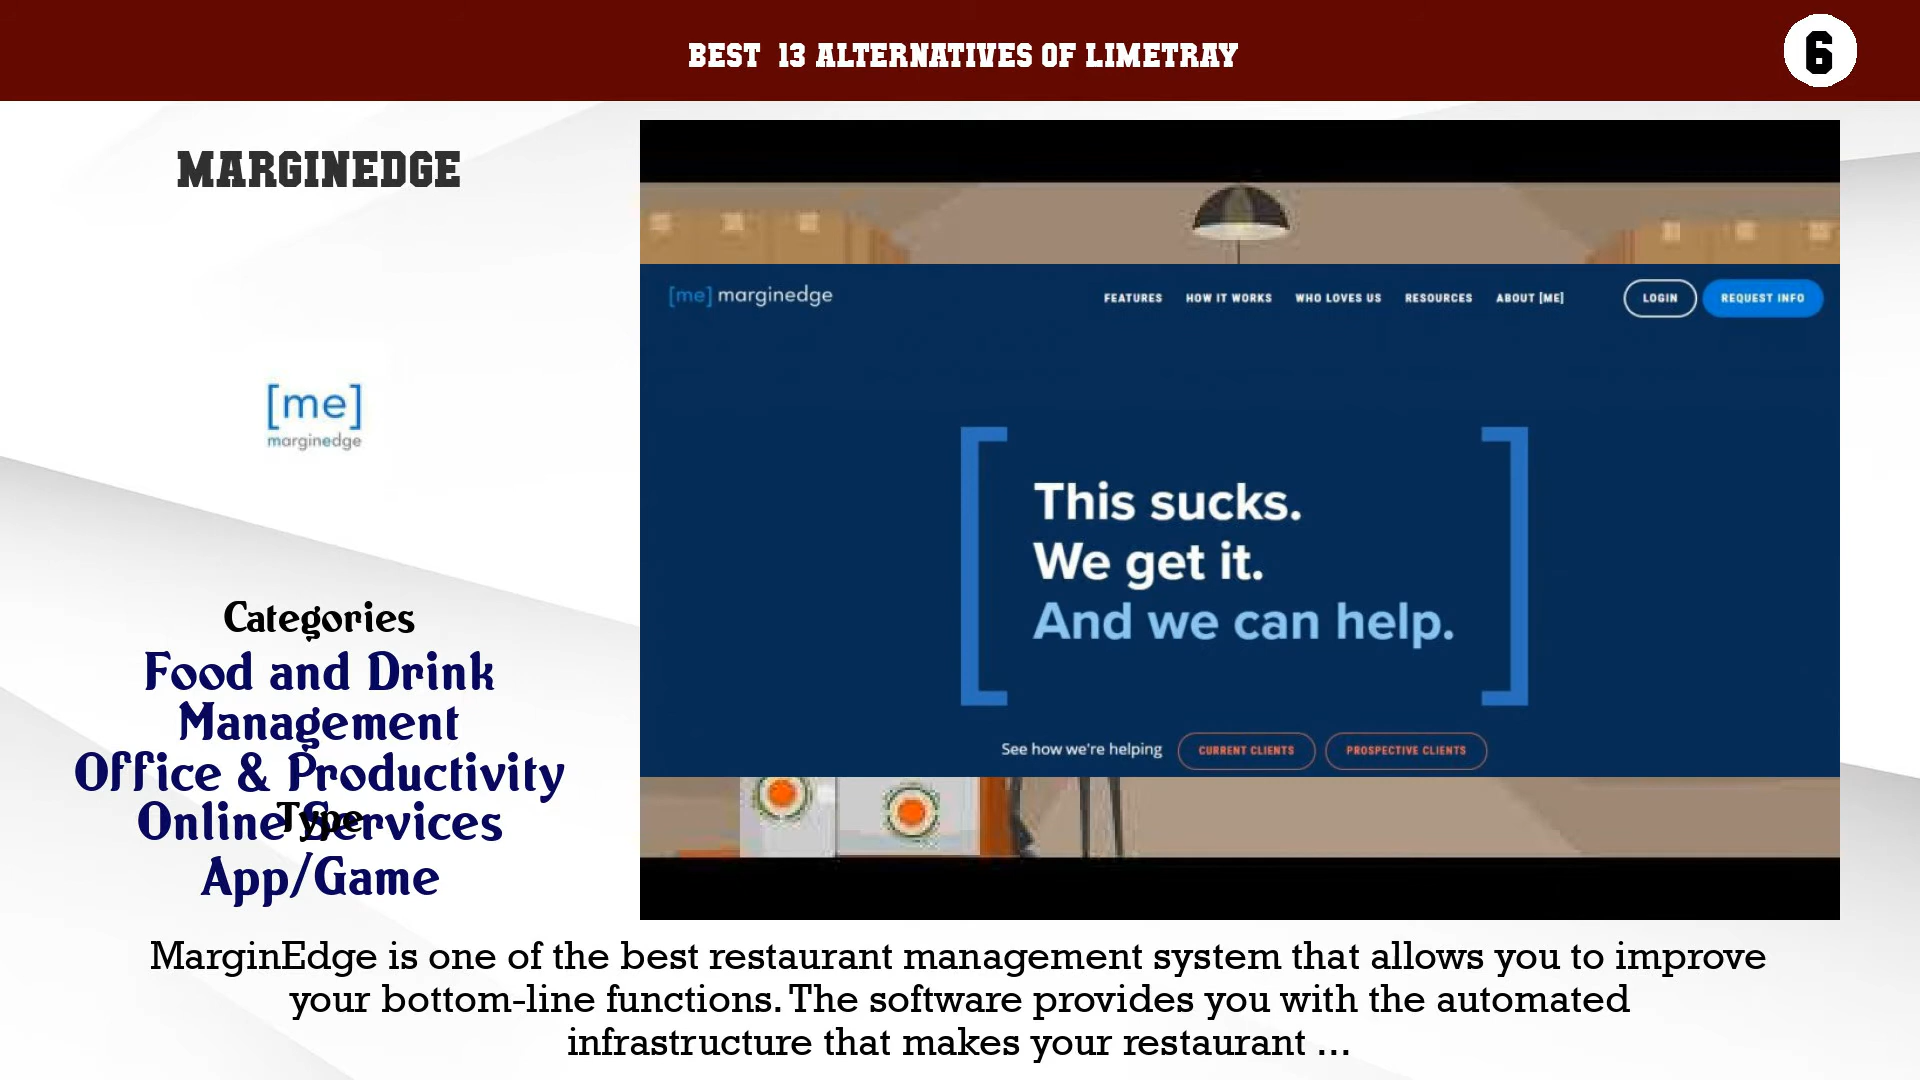 BEST 13 ALTERNATIVES OF LIMETRAY
6
MARGINEDGE
[me]
marginedge
Categories
Food and Drink
Management
Office & Productivity
Online Services
Type
App/Game
[me] marginedge
FEATURES HOW IT WORKS WHO LOVES US RESOURCES ABOUT [ME] LOGIN REQUEST INFO
This sucks.
We get it.
And we can help.
See how we're helping CURRENT CLIENTS PROSPECTIVE CLIENTS
MarginEdge is one of the best restaurant management system that allows you to improve
your bottom-line functions. The software provides you with the automated
infrastructure that makes your restaurant ...